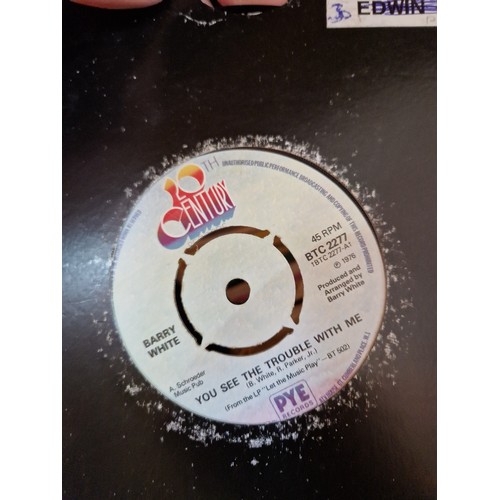 EDWIN
20TH
CENTURY
UNAUTHORISED PUBLIC PERFORMANCE BROADCASTING AND COPYING OF THIS RECORD PROHIBITED
45 RPM
BTC 2277
1BTC 2277-A1
℗ 1976
Produced and
Arranged by
Barry White
BARRY
WHITE
A. Schroeder
Music Pub
YOU SEE THE TROUBLE WITH ME
(B. White, R. Parker, Jr.)
(From the LP "Let the Music Play"—BT 502)
PYE
RECORDS